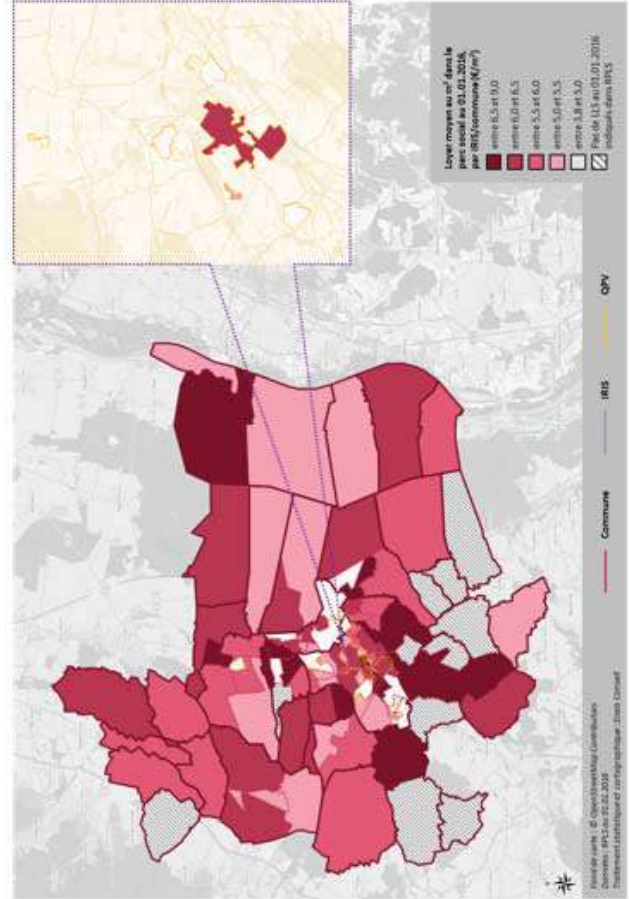 Loyer moyen au m² dans le
parc social au 01.01.2016,
par IRIS/commune (€/m²)
entre 6,5 et 9,0
entre 6,0 et 6,5
entre 5,5 et 6,0
entre 5,0 et 5,5
entre 3,8 et 5,0
Pas de LLS au 01.01.2016
indiqués dans RPLS
Commune
IRIS
QPV
Fond de carte : © OpenStreetMap Contributors
Données : RPLS au 01.01.2016
Traitement statistique et cartographique :